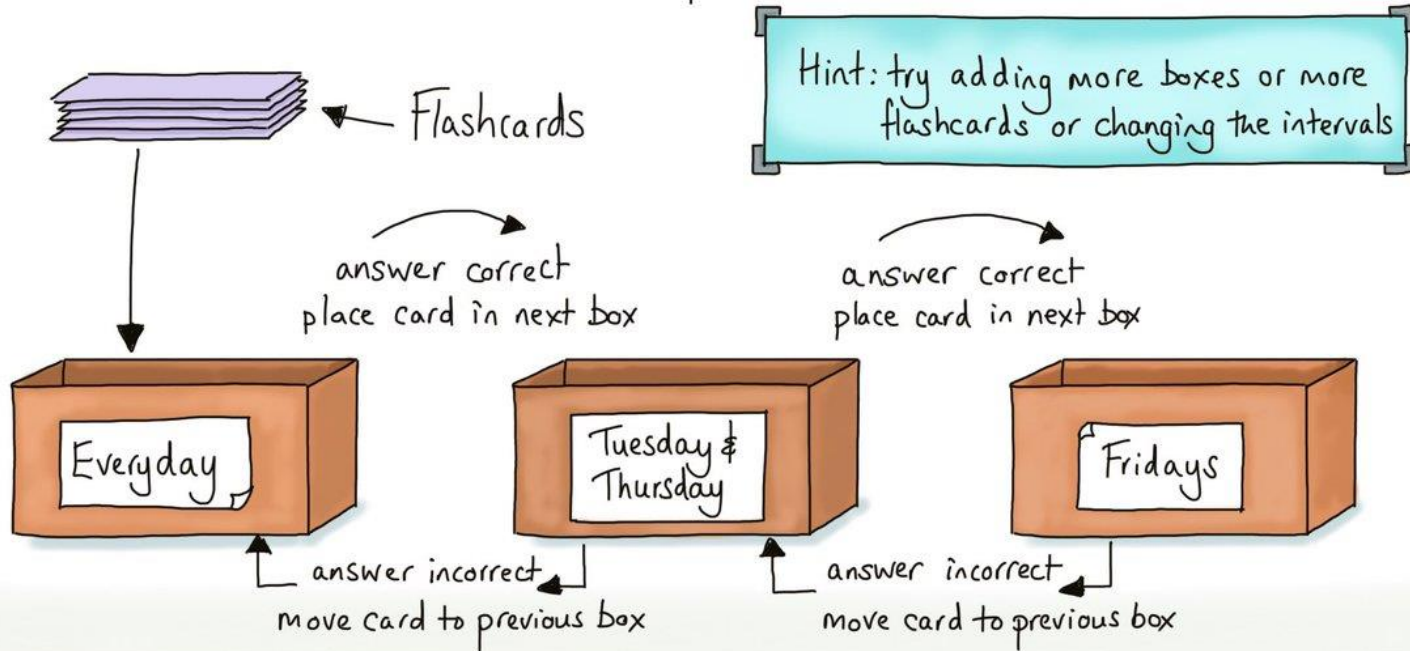 Hint: try adding more boxes or more
flashcards or changing the intervals
Flashcards
answer correct
place card in next box
answer correct
place card in next box
Everyday
Tuesday &
Thursday
Fridays
answer incorrect
move card to previous box
answer incorrect
move card to previous box